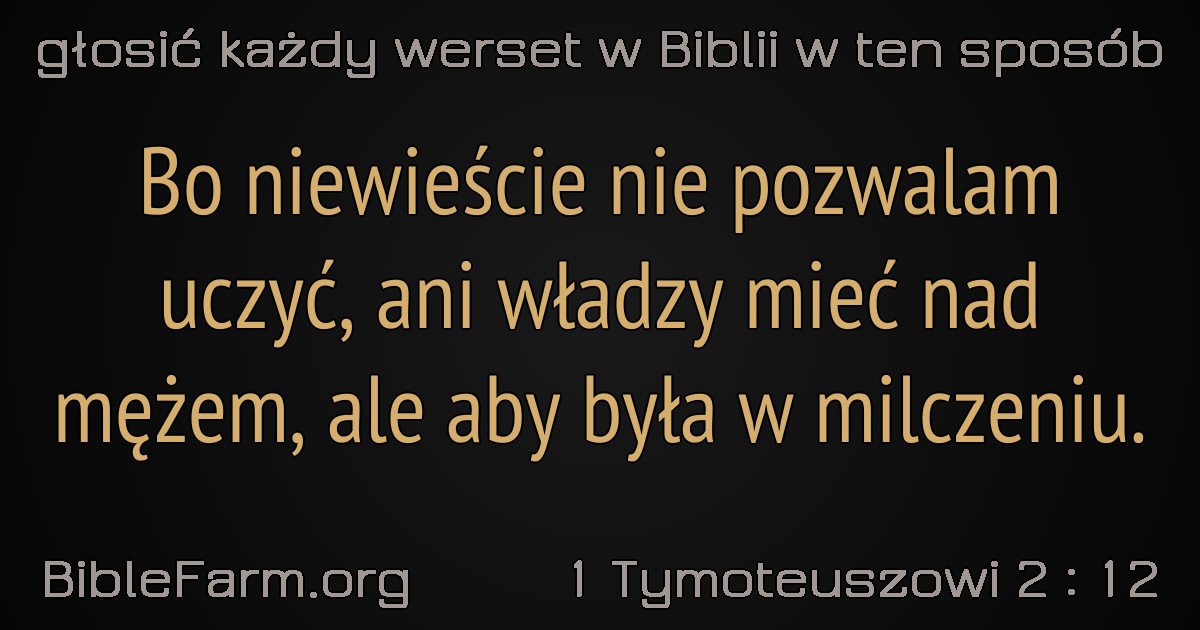 głosić każdy werset w Biblii w ten sposób
Bo niewieście nie pozwalam
uczyć, ani władzy mieć nad
mężem, ale aby była w milczeniu.
BibleFarm.org
1 Tymoteuszowi 2 : 12